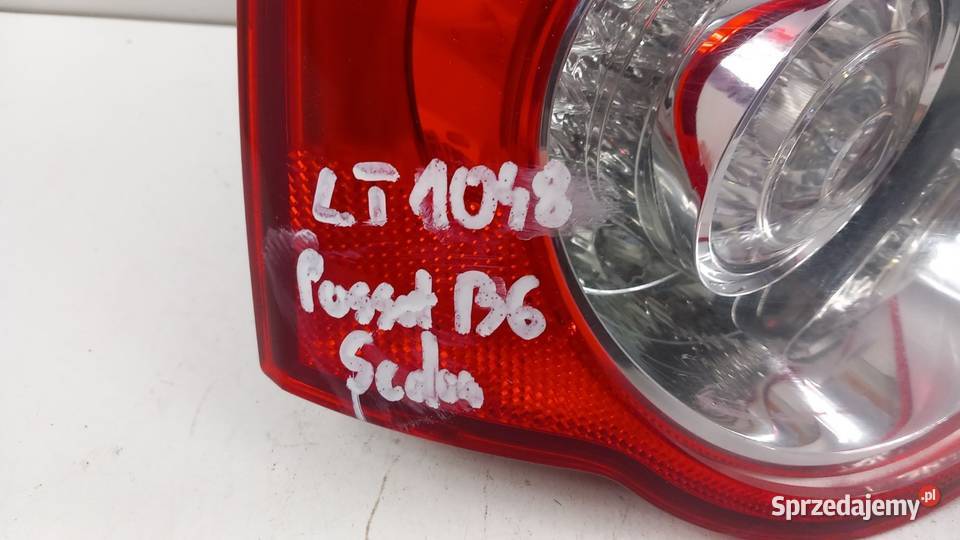 LT 1048
Passat B6
Sedan
Sprzedajemy.pl